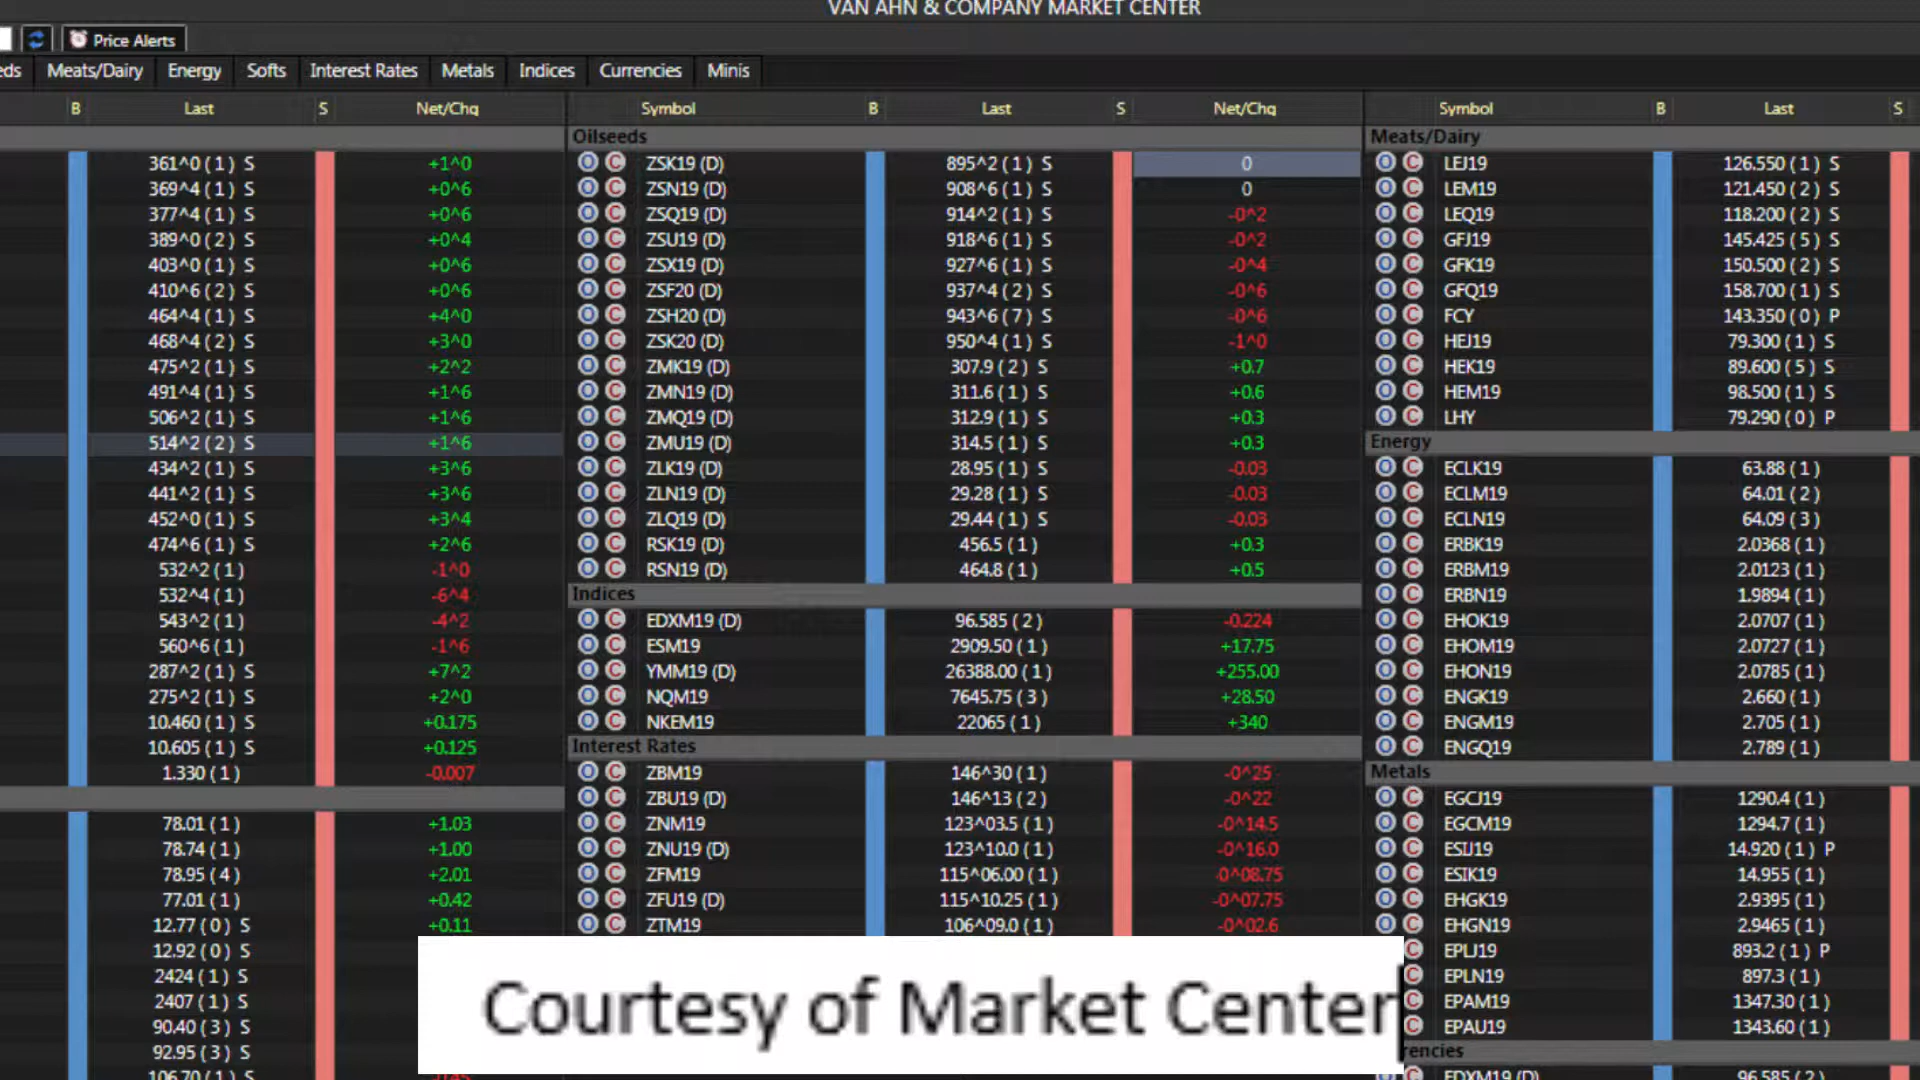 VAN AHN & COMPANY MARKET CENTER
Price Alerts
eds Meats/Dairy Energy Softs Interest Rates Metals Indices Currencies Minis
B Last S Net/Chg Symbol B Last S Net/Chg Symbol B Last S
Oilseeds Meats/Dairy
361^0 (1) S +1^0 O C ZSK19 (D) 895^2 (1) S 0 O C LEJ19 126.550 (1) S
369^4 (1) S +0^6 O C ZSN19 (D) 908^6 (1) S 0 O C LEM19 121.450 (2) S
377^4 (1) S +0^6 O C ZSQ19 (D) 914^2 (1) S -0^2 O C LEQ19 118.200 (2) S
389^0 (2) S +0^4 O C ZSU19 (D) 918^6 (1) S -0^2 O C GFJ19 145.425 (5) S
403^0 (1) S +0^6 O C ZSX19 (D) 927^6 (1) S -0^4 O C GFK19 150.500 (2) S
410^6 (2) S +0^6 O C ZSF20 (D) 937^4 (2) S -0^6 O C GFQ19 158.700 (1) S
464^4 (1) S +4^0 O C ZSH20 (D) 943^6 (7) S -0^6 O C FCY 143.350 (0) P
468^4 (2) S +3^0 O C ZSK20 (D) 950^4 (1) S -1^0 O C HEJ19 79.300 (1) S
475^2 (1) S +2^2 O C ZMK19 (D) 307.9 (2) S +0.7 O C HEK19 89.600 (5) S
491^4 (1) S +1^6 O C ZMN19 (D) 311.6 (1) S +0.6 O C HEM19 98.500 (1) S
506^2 (1) S +1^6 O C ZMQ19 (D) 312.9 (1) S +0.3 O C LHY 79.290 (0) P
514^2 (2) S +1^6 O C ZMU19 (D) 314.5 (1) S +0.3 Energy
434^2 (1) S +3^6 O C ZLK19 (D) 28.95 (1) S -0.03 O C ECLK19 63.88 (1)
441^2 (1) S +3^6 O C ZLN19 (D) 29.28 (1) S -0.03 O C ECLM19 64.01 (2)
452^0 (1) S +3^4 O C ZLQ19 (D) 29.44 (1) S -0.03 O C ECLN19 64.09 (3)
474^6 (1) S +2^6 O C RSK19 (D) 456.5 (1) +0.3 O C ERBK19 2.0368 (1)
532^2 (1) -1^0 O C RSN19 (D) 464.8 (1) +0.5 O C ERBM19 2.0123 (1)
532^4 (1) -6^4 Indices O C ERBN19 1.9894 (1)
543^2 (1) -4^2 O C EDXM19 (D) 96.585 (2) -0.224 O C EHOK19 2.0707 (1)
560^6 (1) -1^6 O C ESM19 2909.50 (1) +17.75 O C EHOM19 2.0727 (1)
287^2 (1) S +7^2 O C YMM19 (D) 26388.00 (1) +255.00 O C EHON19 2.0785 (1)
275^2 (1) S +2^0 O C NQM19 7645.75 (3) +28.50 O C ENGK19 2.660 (1)
10.460 (1) S +0.175 O C NKEM19 22065 (1) +340 O C ENGM19 2.705 (1)
10.605 (1) S +0.125 Interest Rates O C ENGQ19 2.789 (1)
1.330 (1) -0.007 O C ZBM19 146^30 (1) -0^25 Metals
O C ZBU19 (D) 146^13 (2) -0^22 O C EGCJ19 1290.4 (1)
78.01 (1) +1.03 O C ZNM19 123^03.5 (1) -0^14.5 O C EGCM19 1294.7 (1)
78.74 (1) +1.00 O C ZNU19 (D) 123^10.0 (1) -0^16.0 O C ESIJ19 14.920 (1) P
78.95 (4) +2.01 O C ZFM19 115^06.00 (1) -0^08.75 O C ESIK19 14.955 (1)
77.01 (1) +0.42 O C ZFU19 (D) 115^10.25 (1) -0^07.75 O C EHGK19 2.9395 (1)
12.77 (0) S +0.11 O C ZTM19 106^09.0 (1) -0^02.6 O C EHGN19 2.9465 (1)
12.92 (0) S C EPLJ19 893.2 (1) P
2424 (1) S C EPLN19 897.3 (1)
2407 (1) S C EPAM19 1347.30 (1)
90.40 (3) S C EPAU19 1343.60 (1)
92.95 (3) S rencies
106.70 (1) S C EDXM19 (D) 96.585 (2)
Courtesy of Market Center